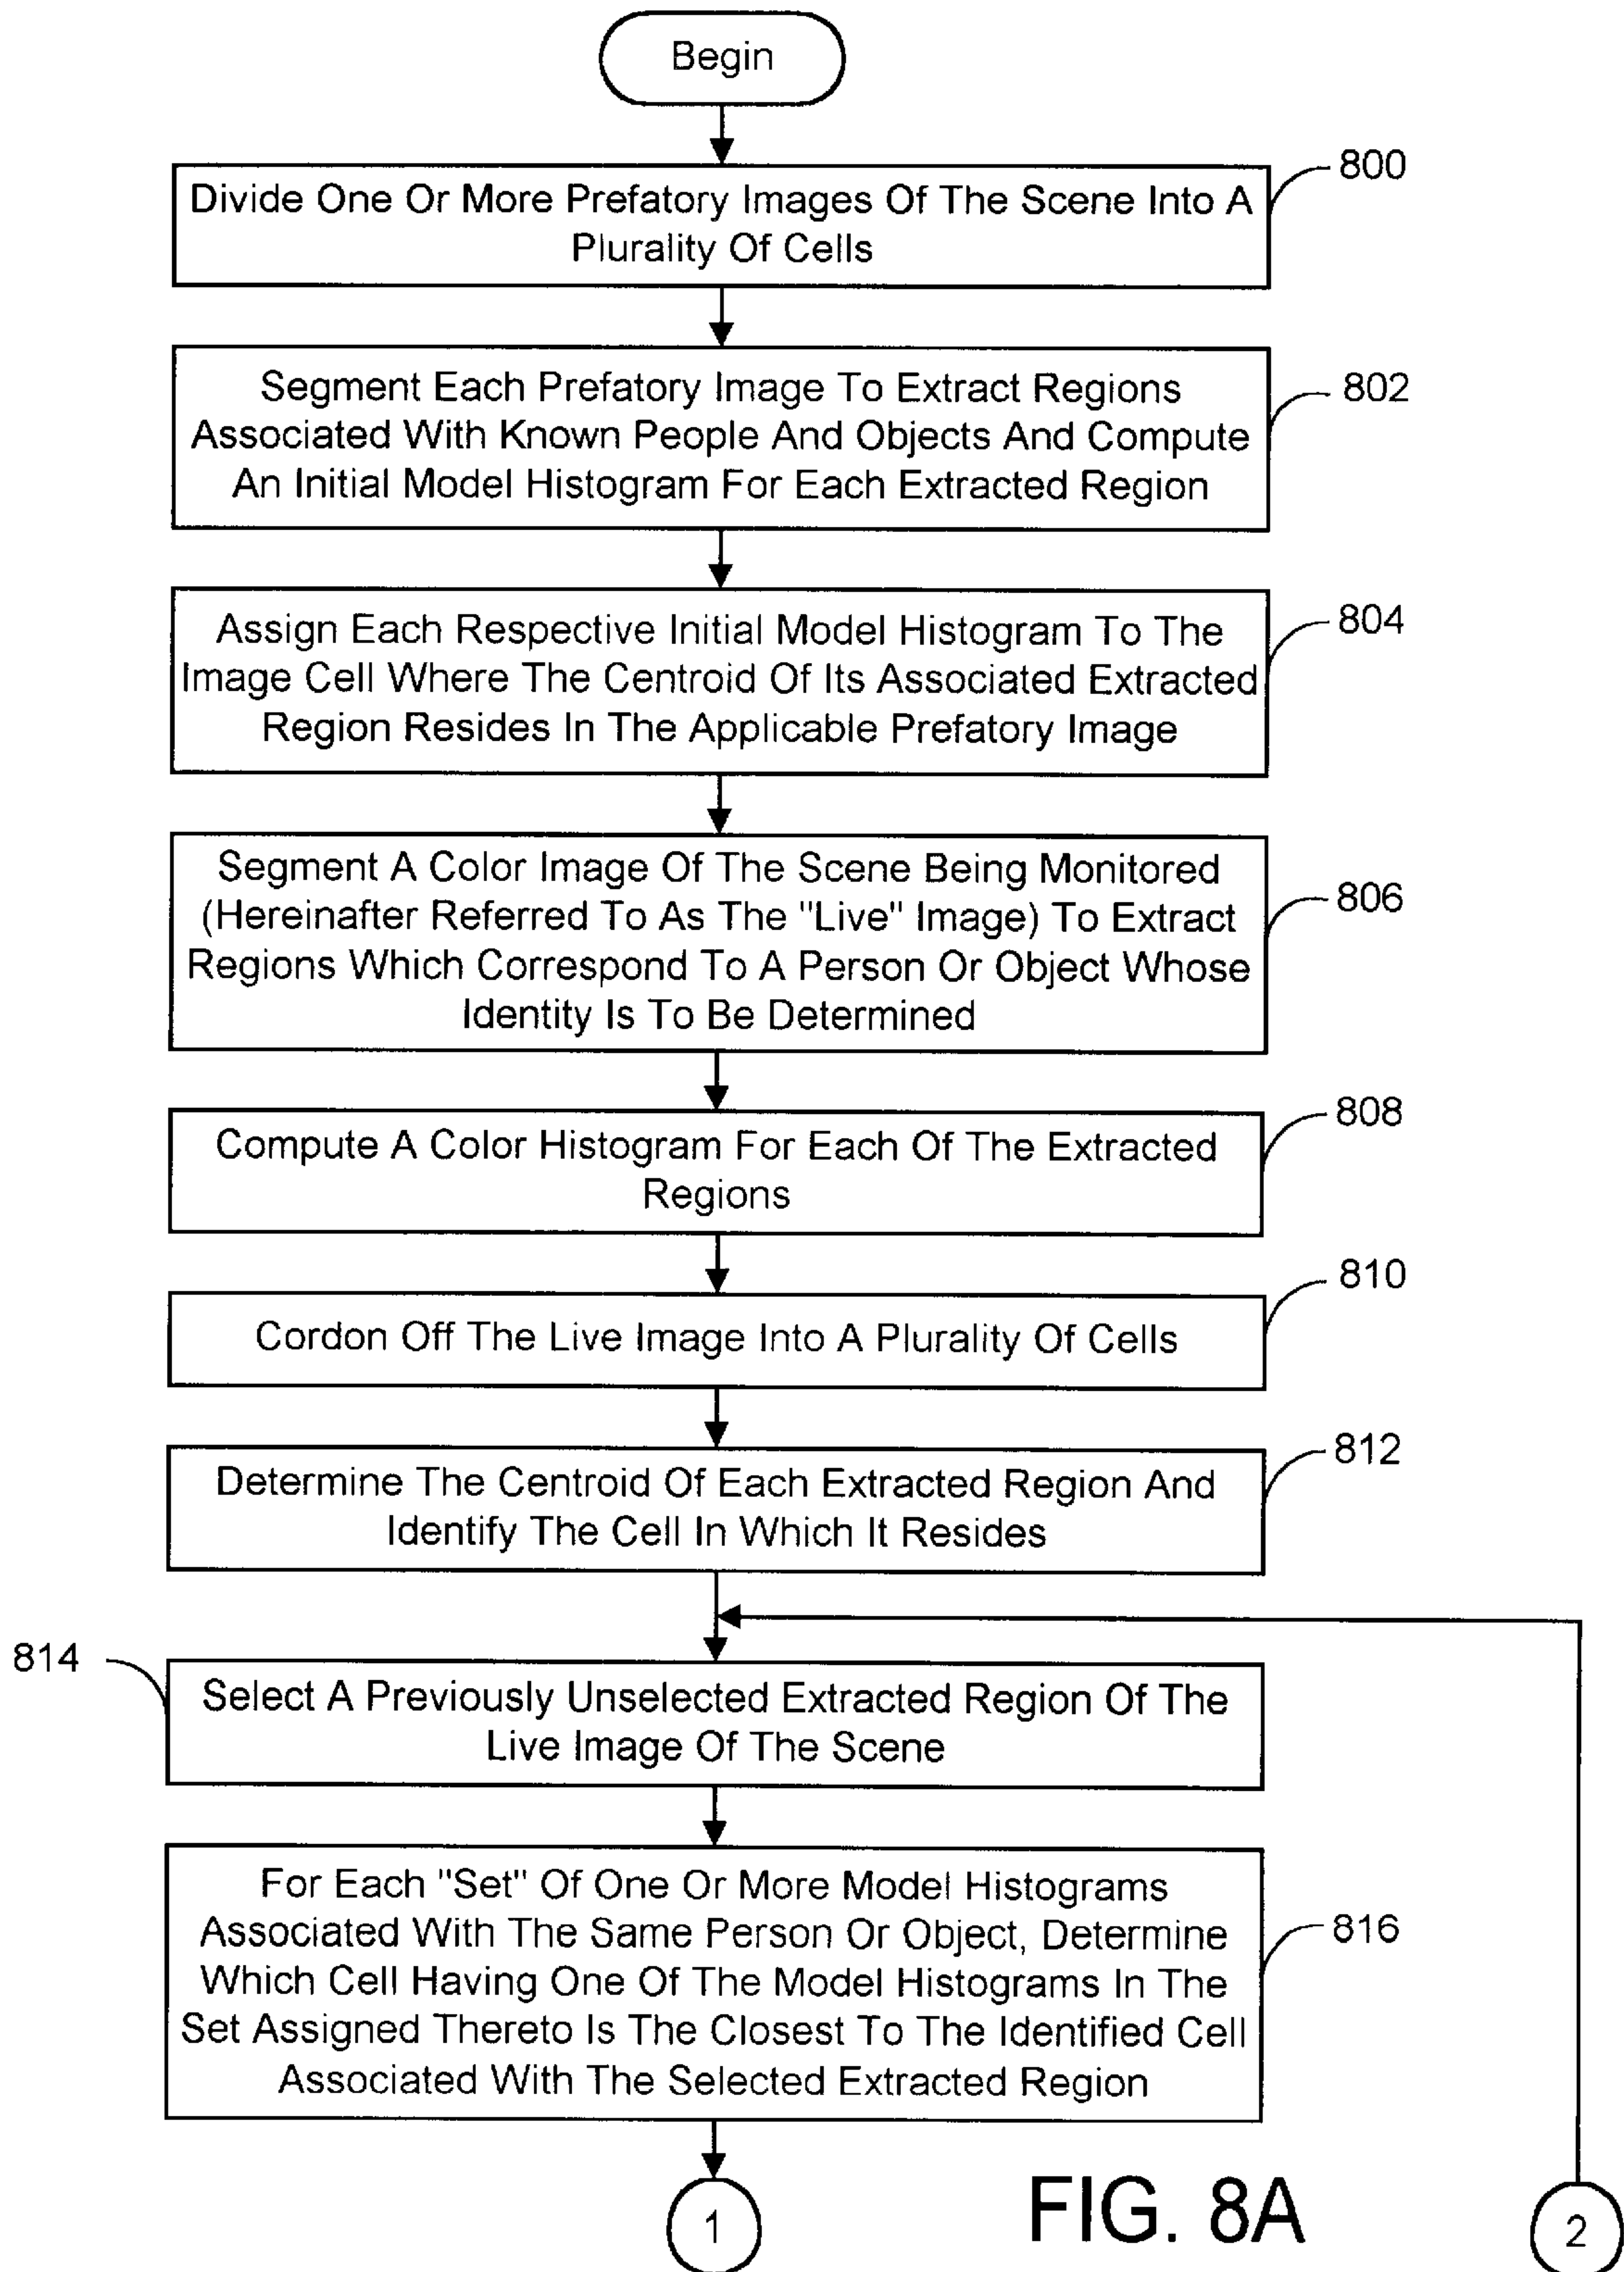 Begin
800
Divide One Or More Prefatory Images Of The Scene Into A
Plurality Of Cells
802
Segment Each Prefatory Image To Extract Regions
Associated With Known People And Objects And Compute
An Initial Model Histogram For Each Extracted Region
804
Assign Each Respective Initial Model Histogram To The
Image Cell Where The Centroid Of Its Associated Extracted
Region Resides In The Applicable Prefatory Image
806
Segment A Color Image Of The Scene Being Monitored
(Hereinafter Referred To As The "Live" Image) To Extract
Regions Which Correspond To A Person Or Object Whose
Identity Is To Be Determined
808
Compute A Color Histogram For Each Of The Extracted
Regions
810
Cordon Off The Live Image Into A Plurality Of Cells
812
Determine The Centroid Of Each Extracted Region And
Identify The Cell In Which It Resides
814
Select A Previously Unselected Extracted Region Of The
Live Image Of The Scene
816
For Each "Set" Of One Or More Model Histograms
Associated With The Same Person Or Object, Determine
Which Cell Having One Of The Model Histograms In The
Set Assigned Thereto Is The Closest To The Identified Cell
Associated With The Selected Extracted Region
1
FIG. 8A
2